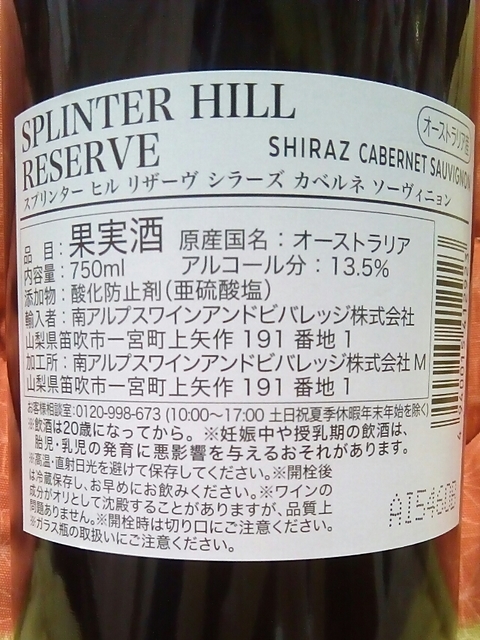 SPLINTER HILL
RESERVE
オーストラリア産
SHIRAZ CABERNET SAUVIGNON
スプリンター ヒル リザーヴ シラーズ カベルネ ソーヴィニョン
品 目:果実酒 原産国名:オーストラリア
内容量:750ml アルコール分:13.5%
添加物:酸化防止剤(亜硫酸塩)
輸入者:南アルプスワインアンドビバレッジ株式会社
山梨県笛吹市一宮町上矢作 191 番地 1
加工所:南アルプスワインアンドビバレッジ株式会社 M
山梨県笛吹市一宮町上矢作 191 番地 1
お客様相談室:0120-998-673 (10:00~17:00 土日祝夏季休暇年末年始を除く)
※飲酒は20歳になってから。※妊娠中や授乳期の飲酒は、
胎児・乳児の発育に悪影響を与えるおそれがあります。
※高温・直射日光を避けて保存してください。※開栓後
は冷蔵保存し、お早めにお飲みください。※ワインの
成分がオリとして沈殿することがありますが、品質上
問題ありません。※開栓時は切り口にご注意ください。
※ガラス瓶の取扱いにご注意ください。